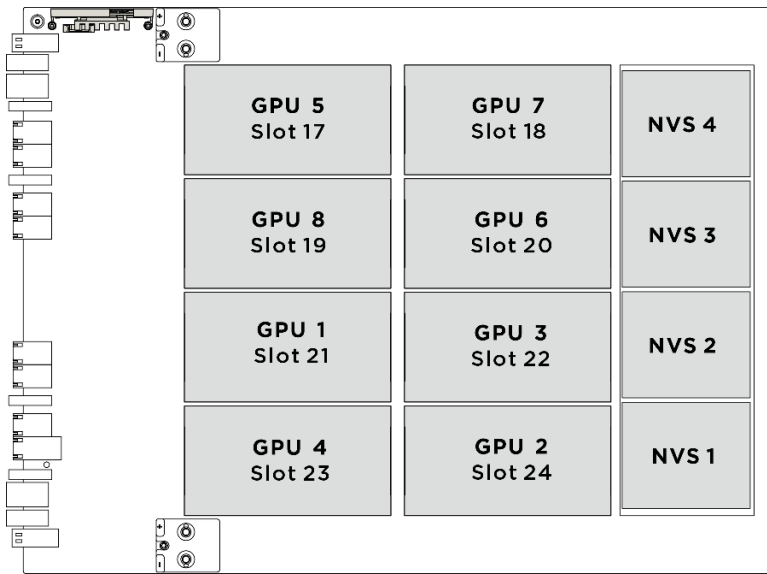 GPU 5
Slot 17
GPU 7
Slot 18
NVS 4
GPU 8
Slot 19
GPU 6
Slot 20
NVS 3
GPU 1
Slot 21
GPU 3
Slot 22
NVS 2
GPU 4
Slot 23
GPU 2
Slot 24
NVS 1